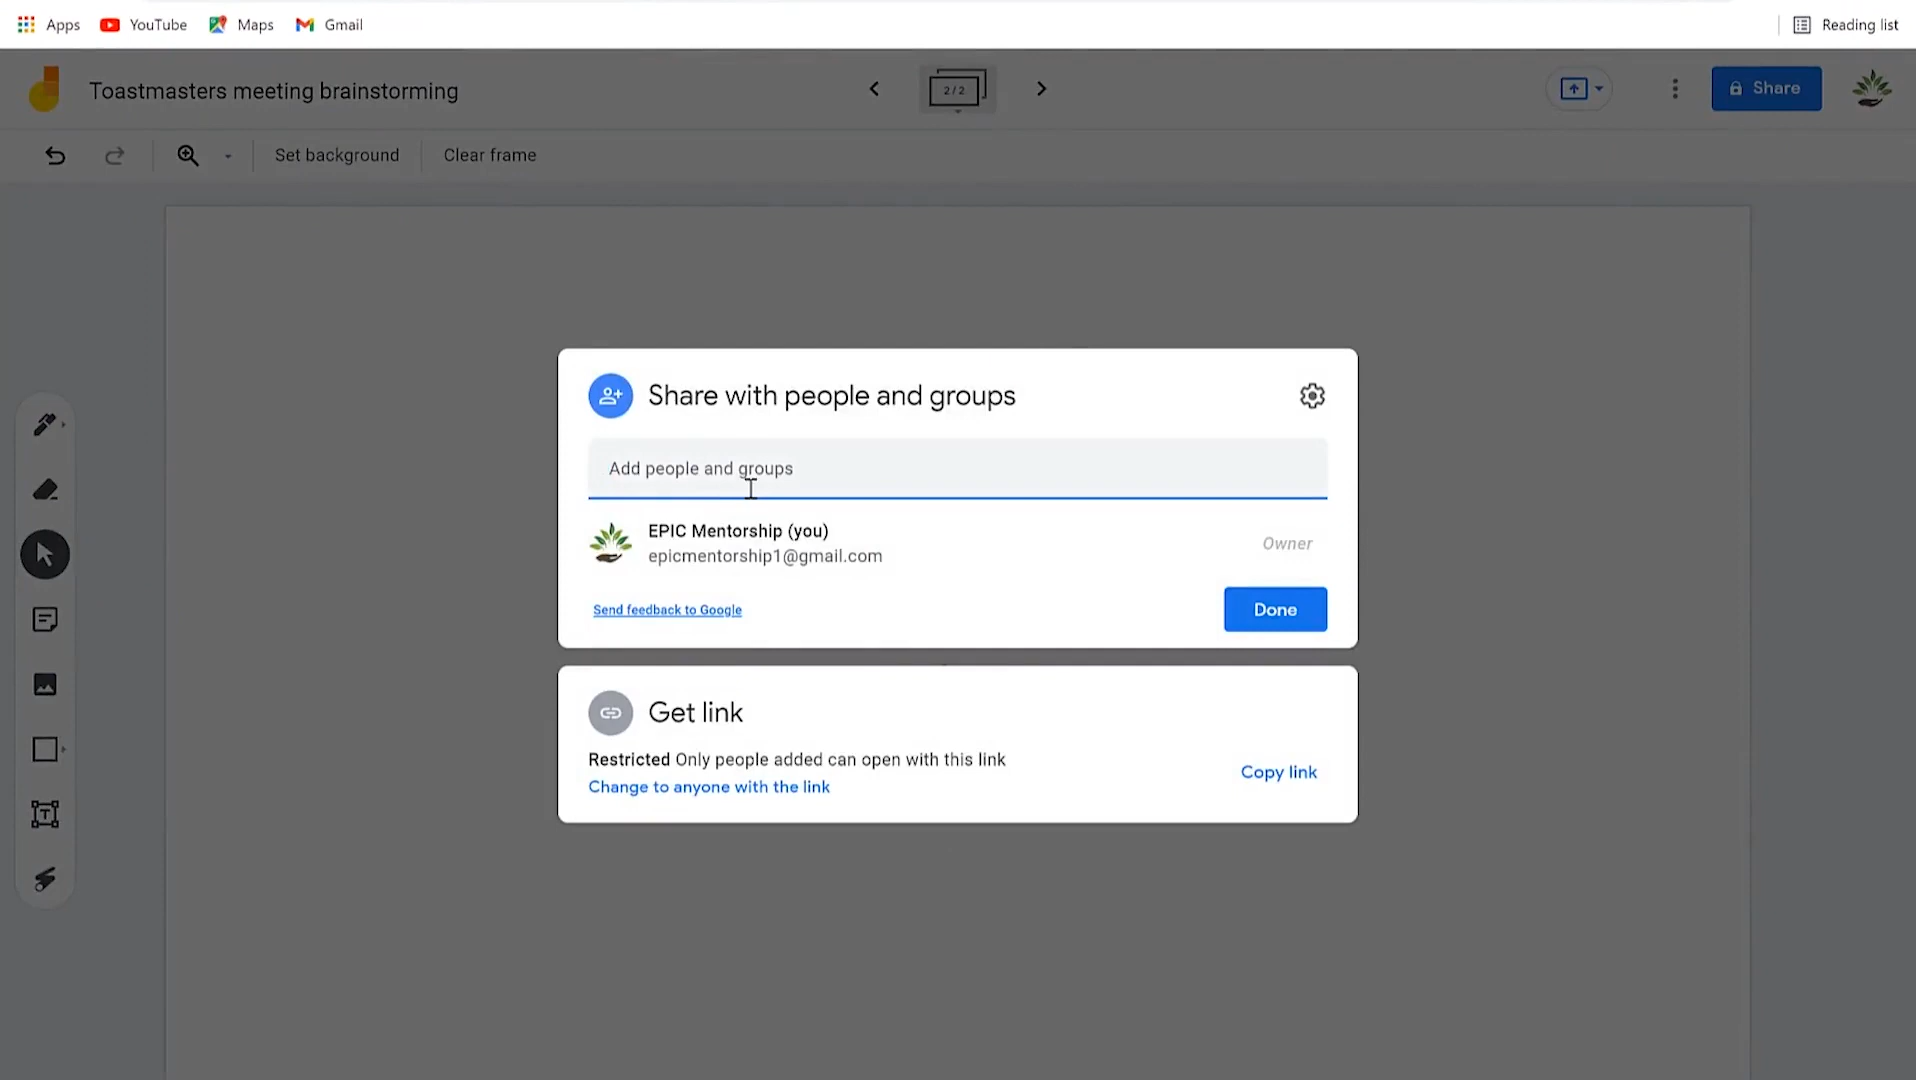 Apps YouTube Maps Gmail Reading list
Toastmasters meeting brainstorming 2/2 Share
Set background Clear frame
Share with people and groups
Add people and groups
EPIC Mentorship (you)
epicmentorship1@gmail.com Owner
Send feedback to Google Done
Get link
Restricted Only people added can open with this link
Copy link
Change to anyone with the link